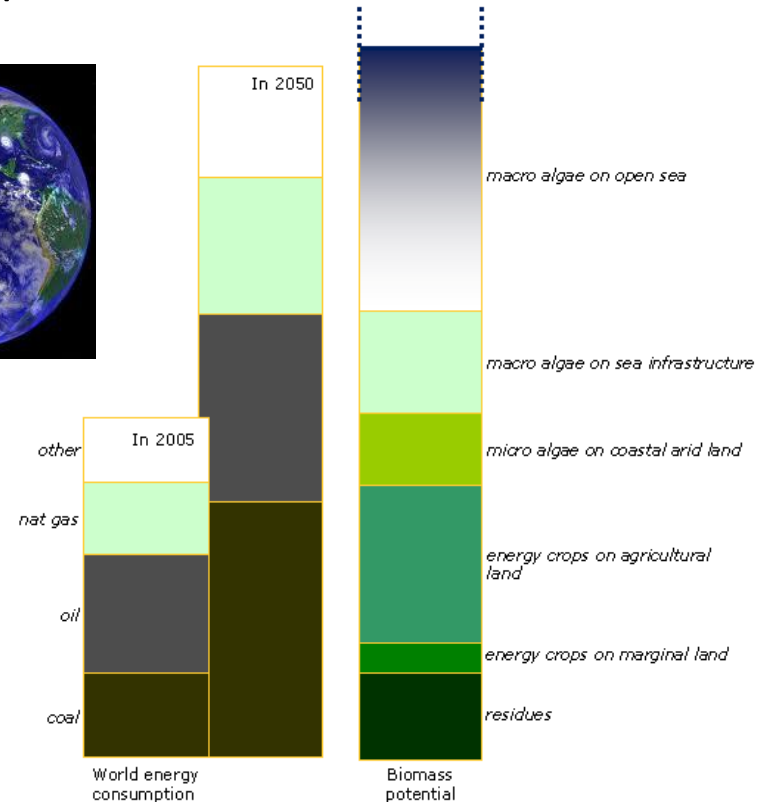 In 2050
macro algae on open sea
macro algae on sea infrastructure
other
In 2005
micro algae on coastal arid land
nat gas
energy crops on agricultural
land
oil
energy crops on marginal land
coal
residues
World energy
consumption
Biomass
potential